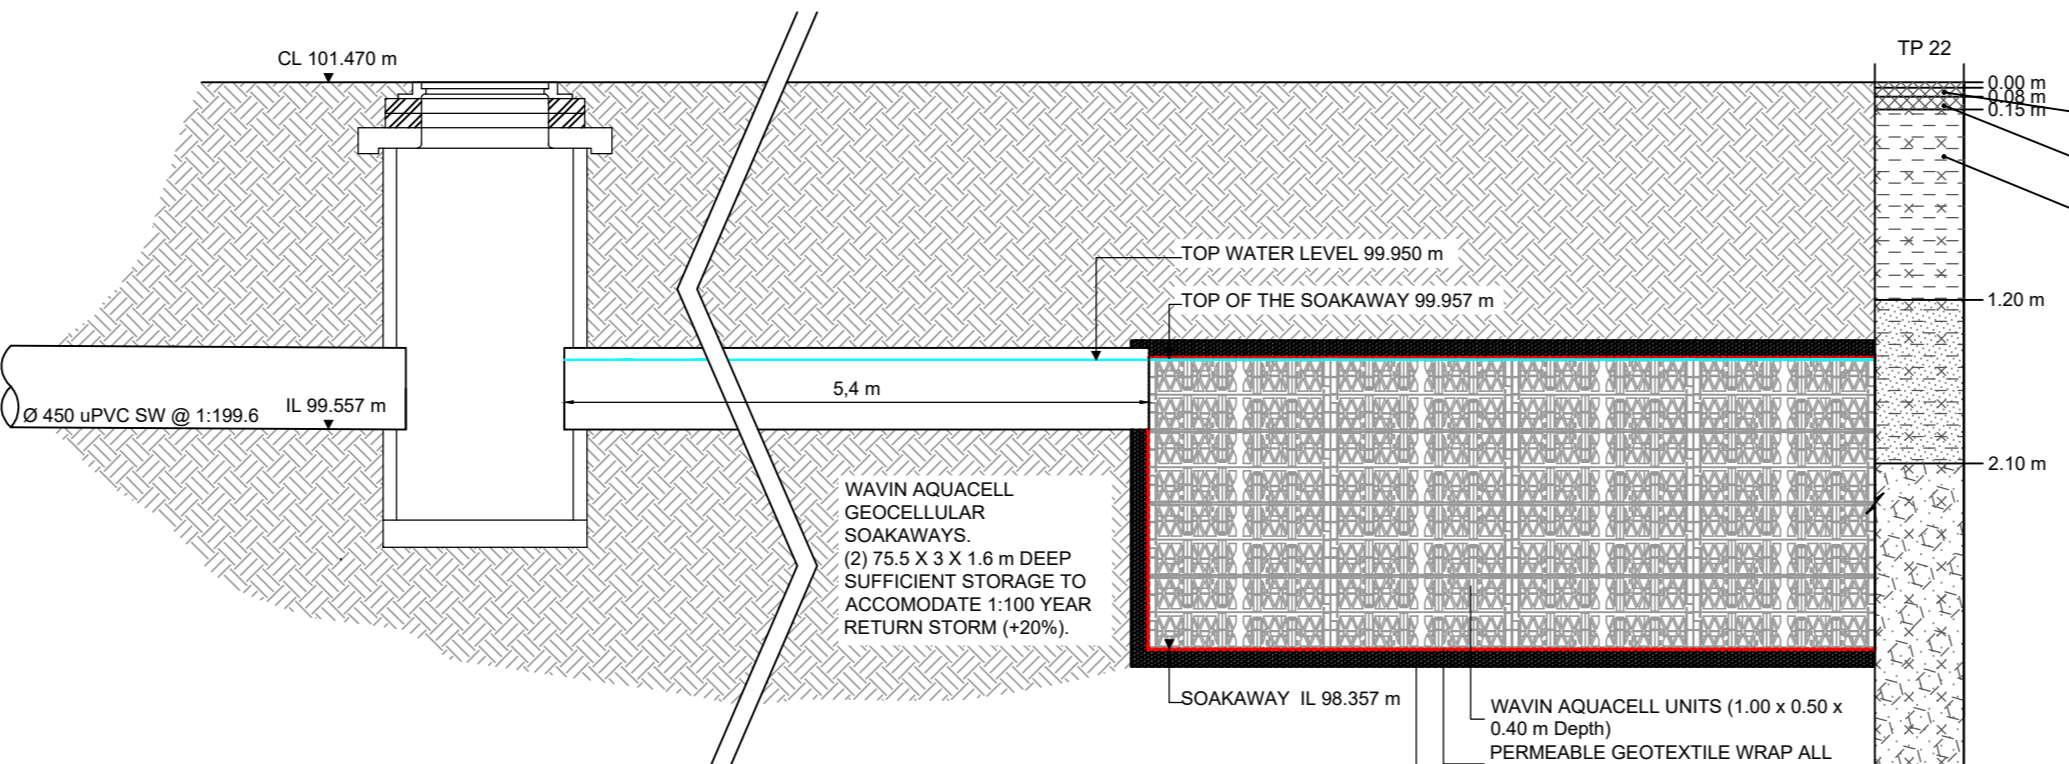 TP 22
CL 101.470 m
0.00 m
0.08 m
0.15 m
TOP WATER LEVEL 99.950 m
TOP OF THE SOAKAWAY 99.957 m
1.20 m
5,4 m
IL 99.557 m
Ø 450 uPVC SW @ 1:199.6
2.10 m
WAVIN AQUACELL
GEOCELLULAR
SOAKAWAYS.
(2) 75.5 X 3 X 1.6 m DEEP
SUFFICIENT STORAGE TO
ACCOMODATE 1:100 YEAR
RETURN STORM (+20%).
SOAKAWAY IL 98.357 m
WAVIN AQUACELL UNITS (1.00 x 0.50 x
0.40 m Depth)
PERMEABLE GEOTEXTILE WRAP ALL